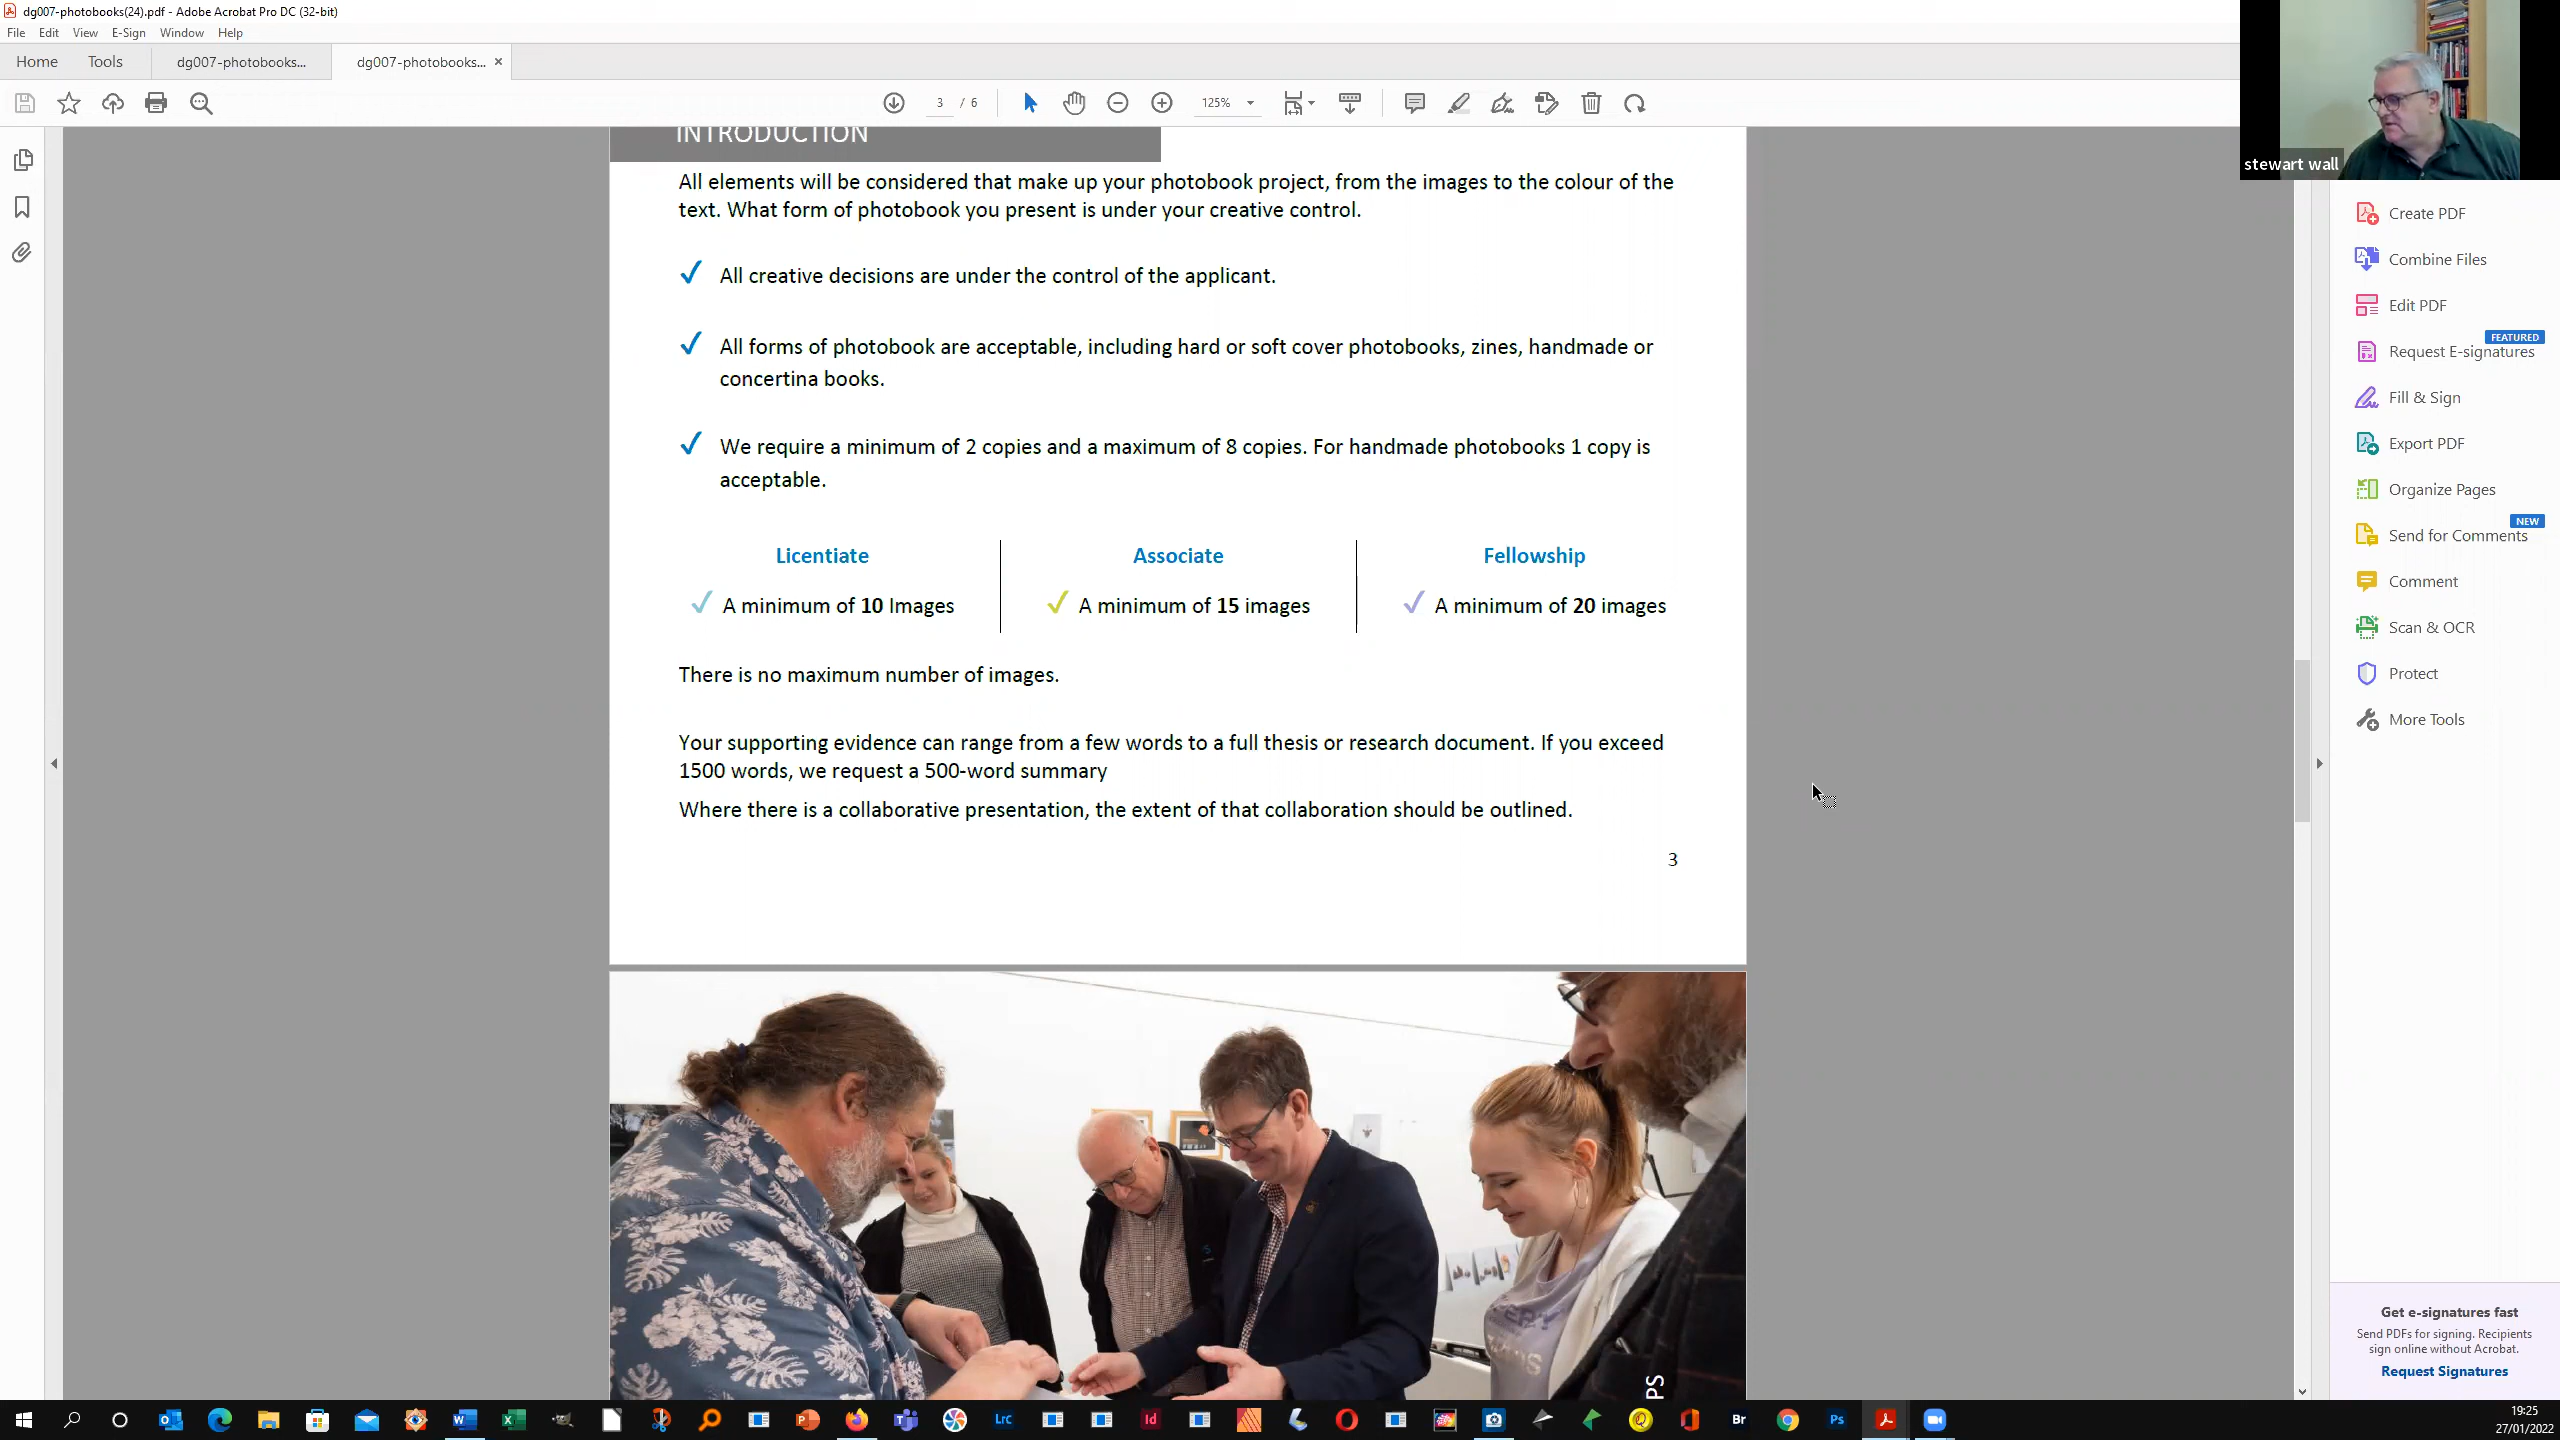 dg007-photobooks(24).pdf - Adobe Acrobat Pro DC (32-bit)
File Edit View E-Sign Window Help
Home Tools dg007-photobooks... dg007-photobooks... ×
3 / 6 125%
stewart wall
INTRODUCTION
All elements will be considered that make up your photobook project, from the images to the colour of the
text. What form of photobook you present is under your creative control.
✓ All creative decisions are under the control of the applicant.
✓ All forms of photobook are acceptable, including hard or soft cover photobooks, zines, handmade or
concertina books.
✓ We require a minimum of 2 copies and a maximum of 8 copies. For handmade photobooks 1 copy is
acceptable.
Licentiate Associate Fellowship
✓ A minimum of 10 Images ✓ A minimum of 15 images ✓ A minimum of 20 images
There is no maximum number of images.
Your supporting evidence can range from a few words to a full thesis or research document. If you exceed
1500 words, we request a 500-word summary
Where there is a collaborative presentation, the extent of that collaboration should be outlined.
3
PS
Create PDF
Combine Files
Edit PDF
FEATURED
Request E-signatures
Fill & Sign
Export PDF
Organize Pages
NEW
Send for Comments
Comment
Scan & OCR
Protect
More Tools
Get e-signatures fast
Send PDFs for signing. Recipients
sign online without Acrobat.
Request Signatures
LrC Id Br Ps
19:25
27/01/2022